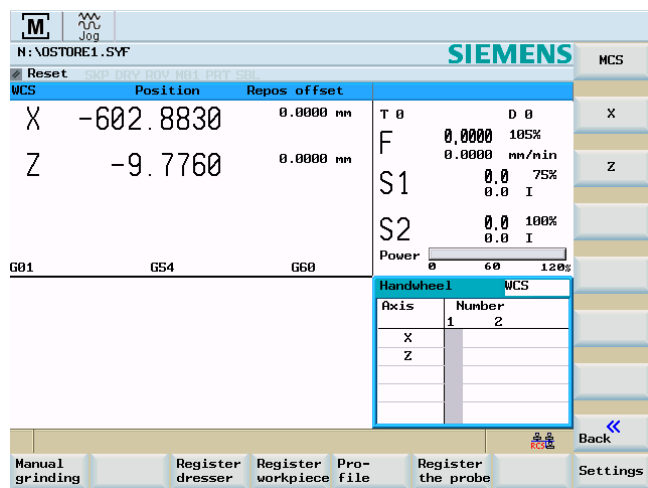 M
Jog
N:\OSTORE1.SYF
SIEMENS
MCS
Reset SKP DRY ROV M01 PRT SBL
WCS Position Repos offset
X -602.8830 0.0000 mm
T 0 D 0
X
F 0.0000 105%
0.0000 mm/min
Z -9.7760 0.0000 mm
Z
S1 0.0 75%
0.0 I
S2 0.0 100%
0.0 I
Power
0 60 120%
G01 G54 G60
Handwheel WCS
Axis Number
1 2
X
Z
RCS
Back
Manual grinding
Register dresser
Register workpiece
Pro-file
Register the probe
Settings